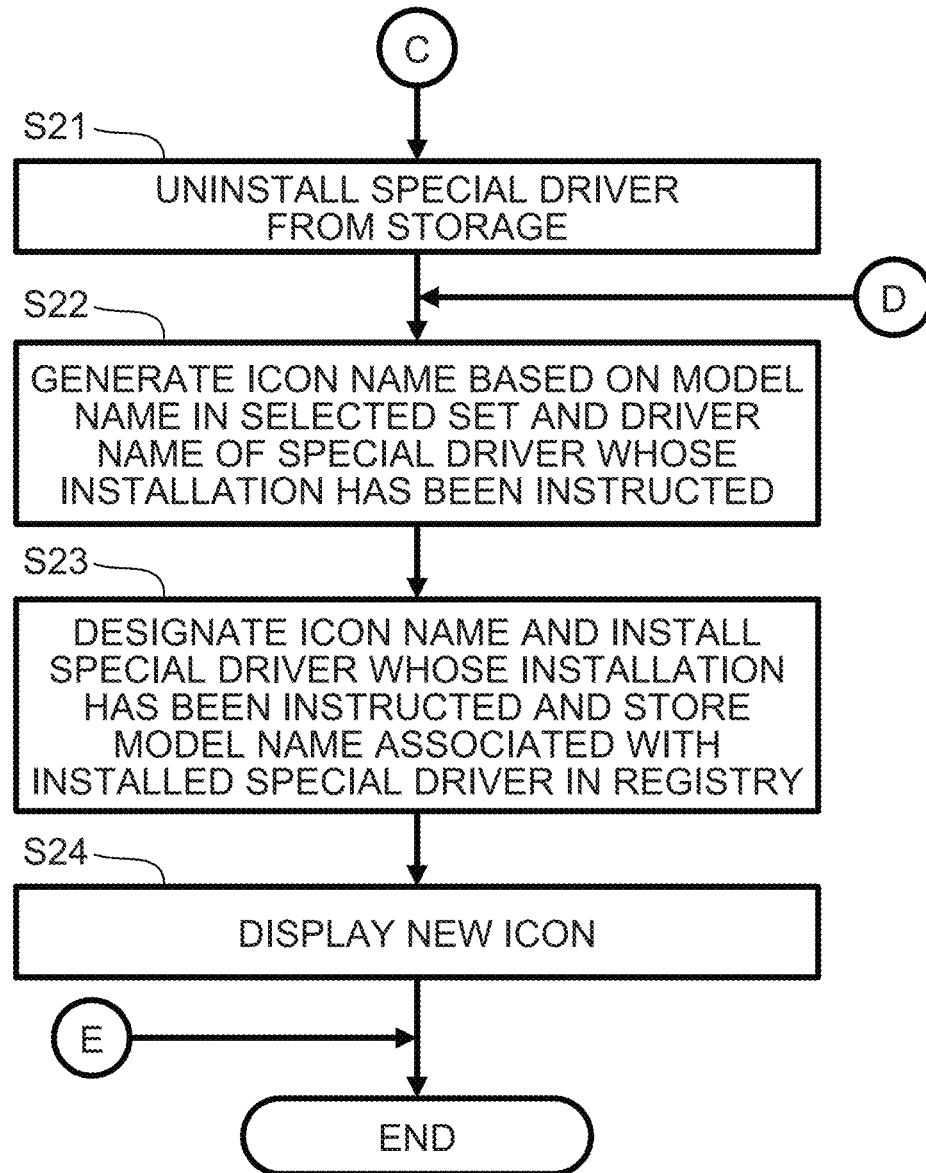 C
S21
UNINSTALL SPECIAL DRIVER
FROM STORAGE
D
S22
GENERATE ICON NAME BASED ON MODEL
NAME IN SELECTED SET AND DRIVER
NAME OF SPECIAL DRIVER WHOSE
INSTALLATION HAS BEEN INSTRUCTED
S23
DESIGNATE ICON NAME AND INSTALL
SPECIAL DRIVER WHOSE INSTALLATION
HAS BEEN INSTRUCTED AND STORE
MODEL NAME ASSOCIATED WITH
INSTALLED SPECIAL DRIVER IN REGISTRY
S24
DISPLAY NEW ICON
E
END